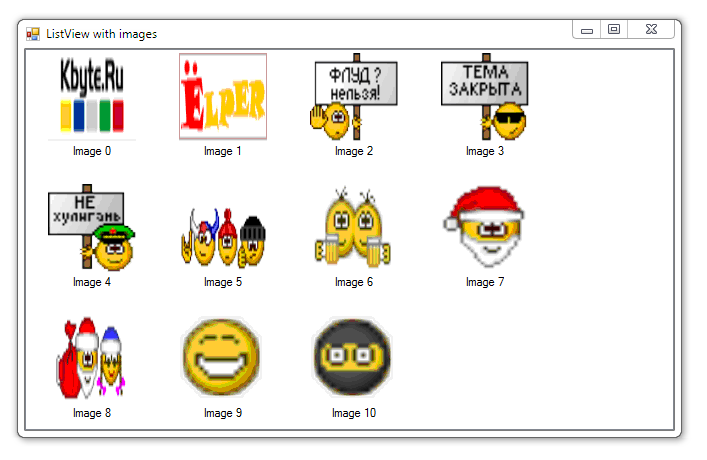 ListView with images
Kbyte.Ru
ЁLPER
ФЛУД ?
нельзя!
ТЕМА
ЗАКРЫТА
Image 0
Image 1
Image 2
Image 3
НЕ
хулигань
Image 4
Image 5
Image 6
Image 7
Image 8
Image 9
Image 10